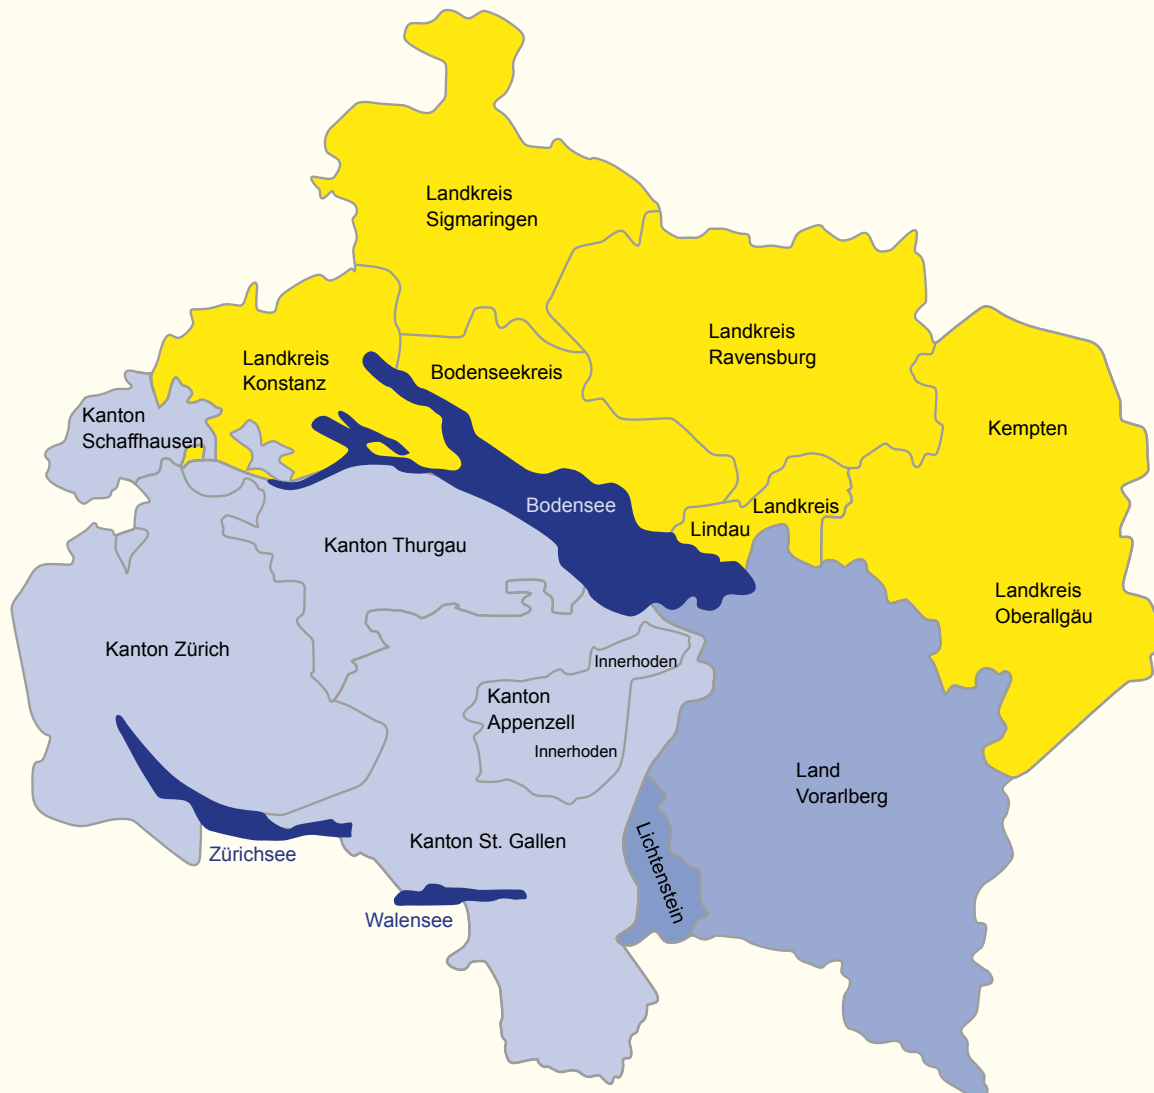 Landkreis
Sigmaringen
Landkreis
Ravensburg
Landkreis
Konstanz
Bodenseekreis
Kanton
Schaffhausen
Kempten
Bodensee
Landkreis
Lindau
Kanton Thurgau
Landkreis
Oberallgäu
Kanton Zürich
Innerhoden
Kanton
Appenzell
Innerhoden
Land
Vorarlberg
Kanton St. Gallen
Lichtenstein
Zürichsee
Walensee